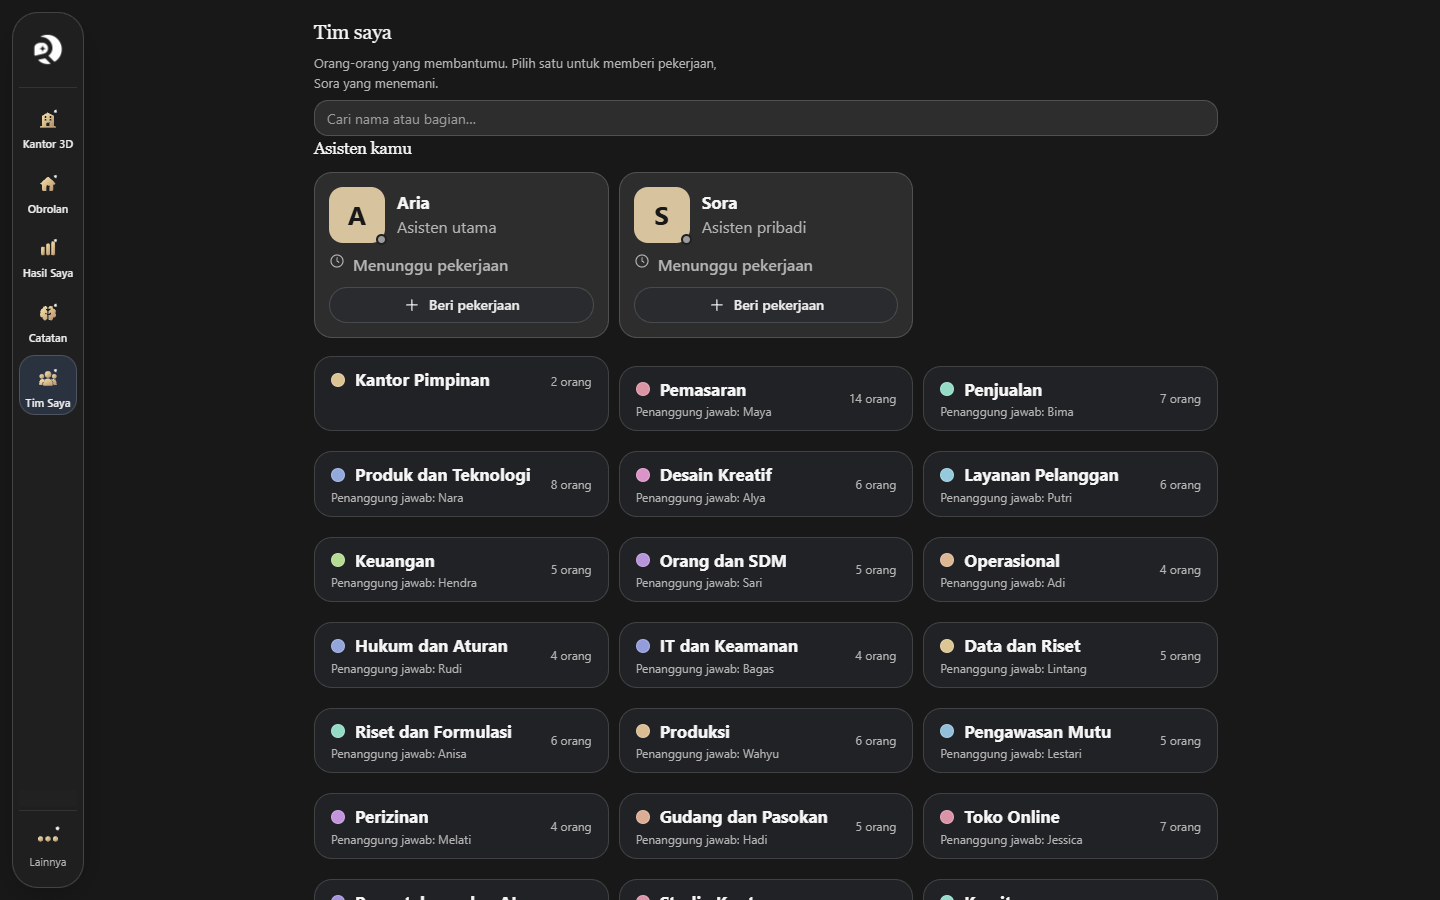 Tim saya
Orang-orang yang membantumu. Pilih satu untuk memberi pekerjaan,
Sora yang menemani.
Cari nama atau bagian...
Asisten kamu
A
Aria
Asisten utama
Menunggu pekerjaan
Beri pekerjaan
S
Sora
Asisten pribadi
Menunggu pekerjaan
Beri pekerjaan
Kantor Pimpinan
2 orang
Pemasaran
Penanggung jawab: Maya
14 orang
Penjualan
Penanggung jawab: Bima
7 orang
Produk dan Teknologi
Penanggung jawab: Nara
8 orang
Desain Kreatif
Penanggung jawab: Alya
6 orang
Layanan Pelanggan
Penanggung jawab: Putri
6 orang
Keuangan
Penanggung jawab: Hendra
5 orang
Orang dan SDM
Penanggung jawab: Sari
5 orang
Operasional
Penanggung jawab: Adi
4 orang
Hukum dan Aturan
Penanggung jawab: Rudi
4 orang
IT dan Keamanan
Penanggung jawab: Bagas
4 orang
Data dan Riset
Penanggung jawab: Lintang
5 orang
Riset dan Formulasi
Penanggung jawab: Anisa
6 orang
Produksi
Penanggung jawab: Wahyu
6 orang
Pengawasan Mutu
Penanggung jawab: Lestari
5 orang
Perizinan
Penanggung jawab: Melati
4 orang
Gudang dan Pasokan
Penanggung jawab: Hadi
5 orang
Toko Online
Penanggung jawab: Jessica
7 orang
Kantor 3D
Obrolan
Hasil Saya
Catatan
Tim Saya
Lainnya